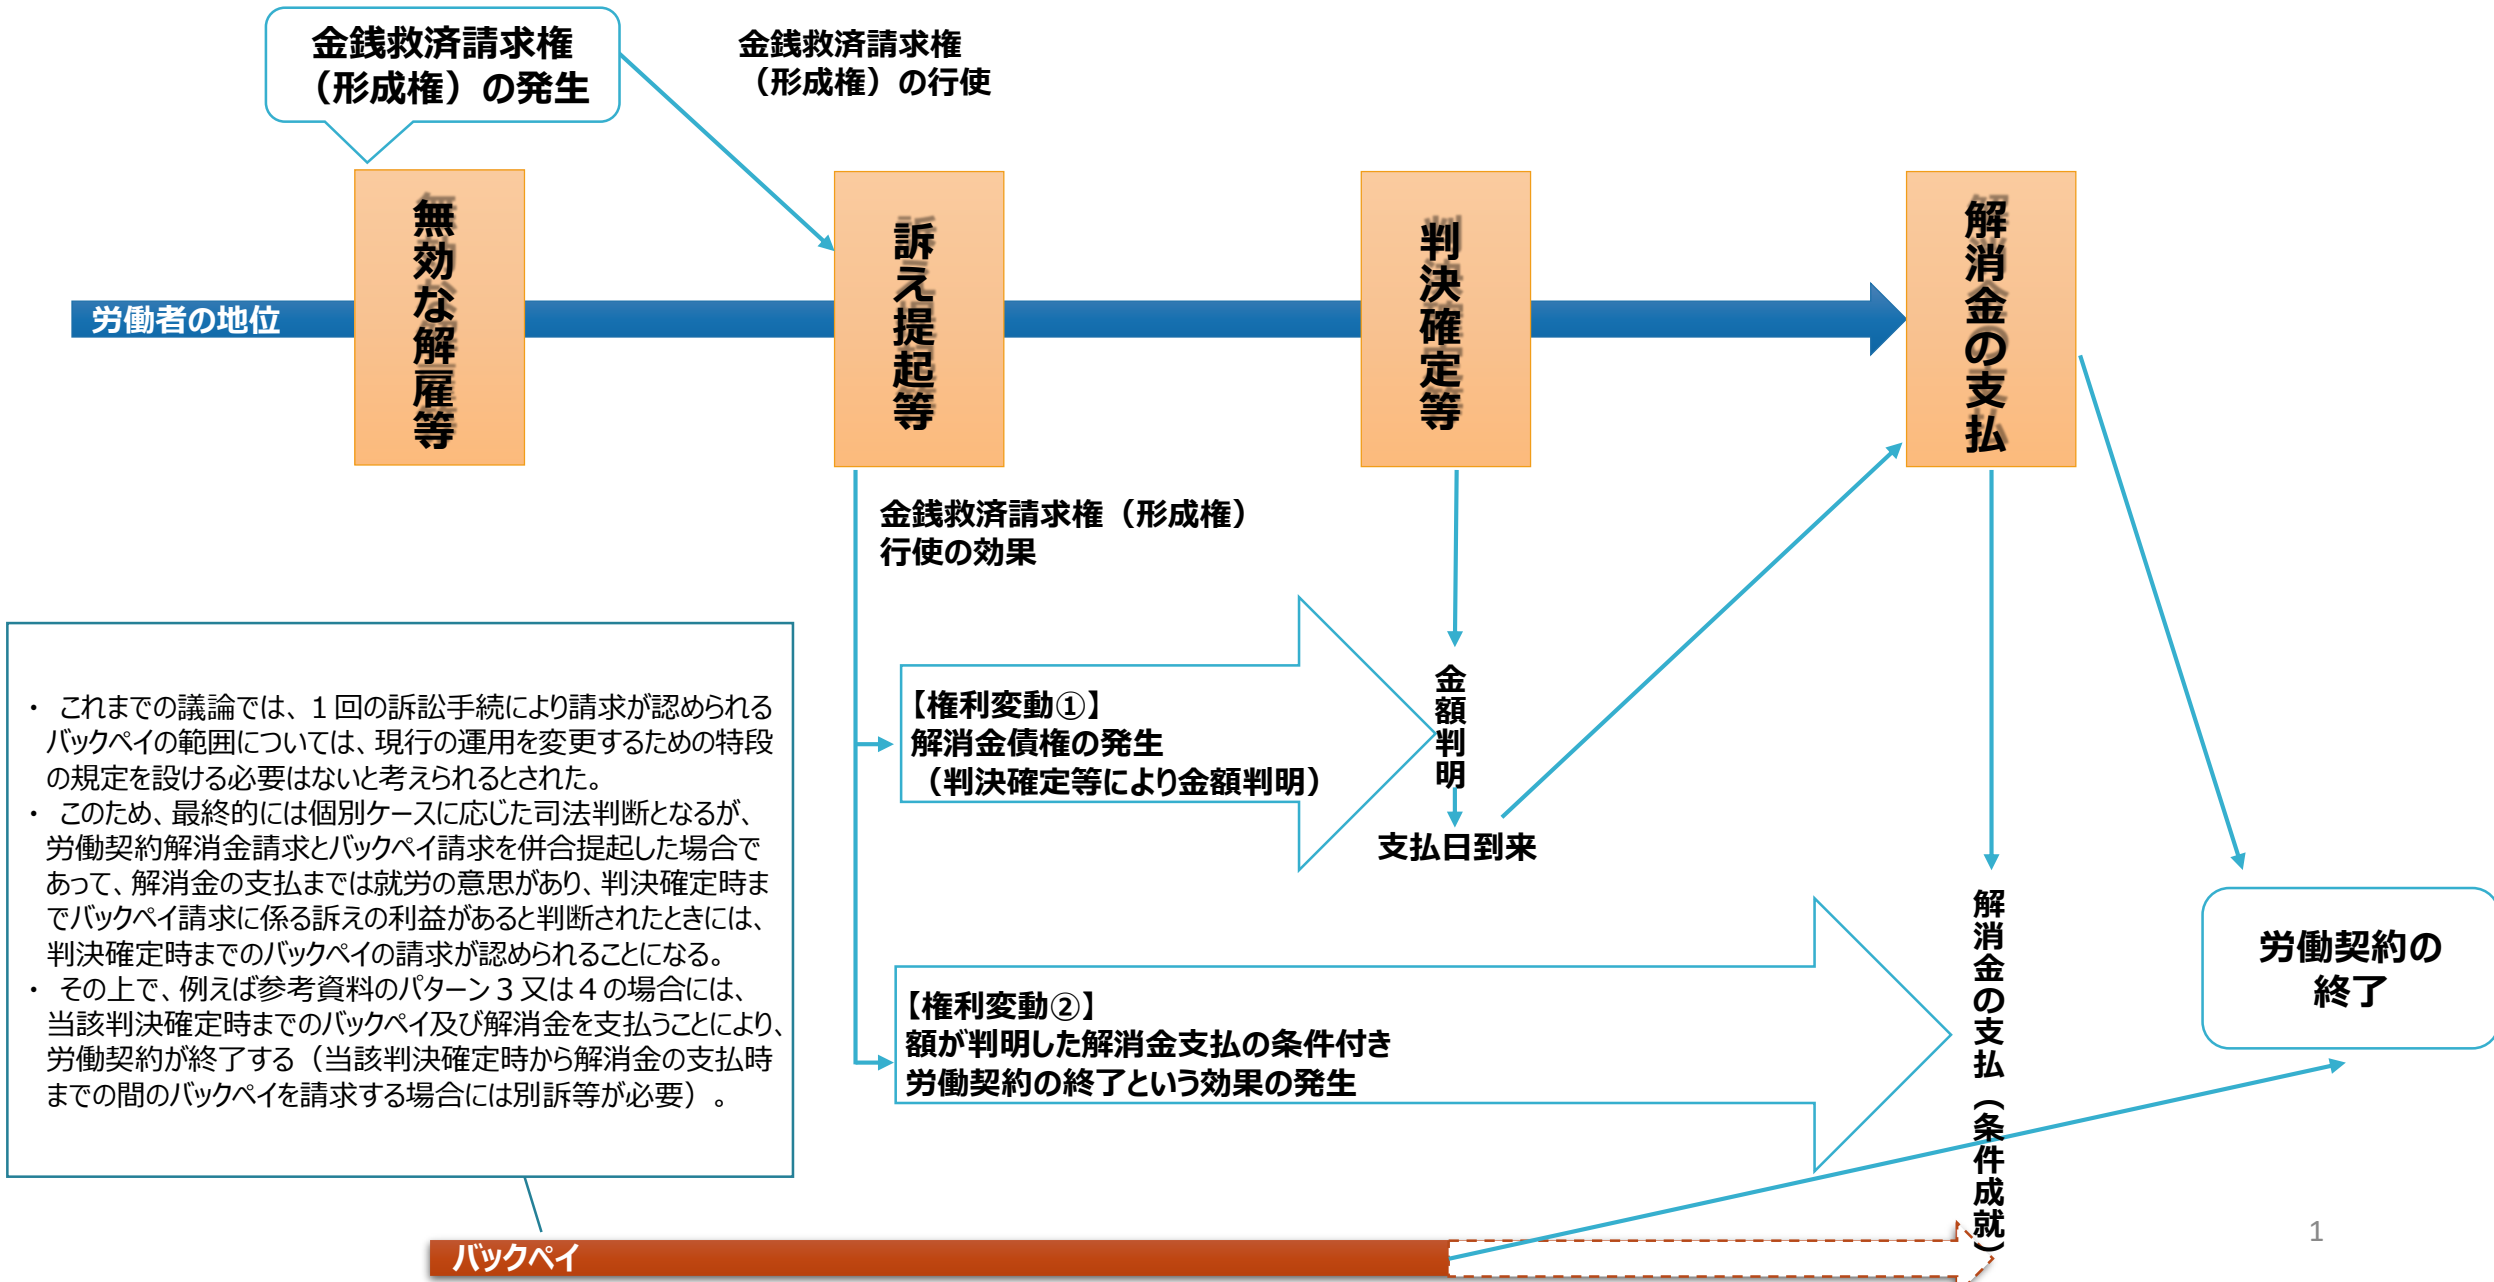 金銭救済請求権
（形成権）の発生
金銭救済請求権
（形成権）の行使
労働者の地位
無効な解雇等
訴え提起等
判決確定等
解消金の支払
金銭救済請求権（形成権）
行使の効果
【権利変動①】
解消金債権の発生
（判決確定等により金額判明）
金額判明
支払日到来
【権利変動②】
額が判明した解消金支払の条件付き
労働契約の終了という効果の発生
解消金の支払（条件成就）
労働契約の
終了
・ これまでの議論では、１回の訴訟手続により請求が認められる
バックペイの範囲については、現行の運用を変更するための特段
の規定を設ける必要はないと考えられるとされた。
・ このため、最終的には個別ケースに応じた司法判断となるが、
労働契約解消金請求とバックペイ請求を併合提起した場合で
あって、解消金の支払までは就労の意思があり、判決確定時ま
でバックペイ請求に係る訴えの利益があると判断されたときには、
判決確定時までのバックペイの請求が認められることになる。
・ その上で、例えば参考資料のパターン３又は４の場合には、
当該判決確定時までのバックペイ及び解消金を支払うことにより、
労働契約が終了する（当該判決確定時から解消金の支払時
までの間のバックペイを請求する場合には別訴等が必要）。
バックペイ
1